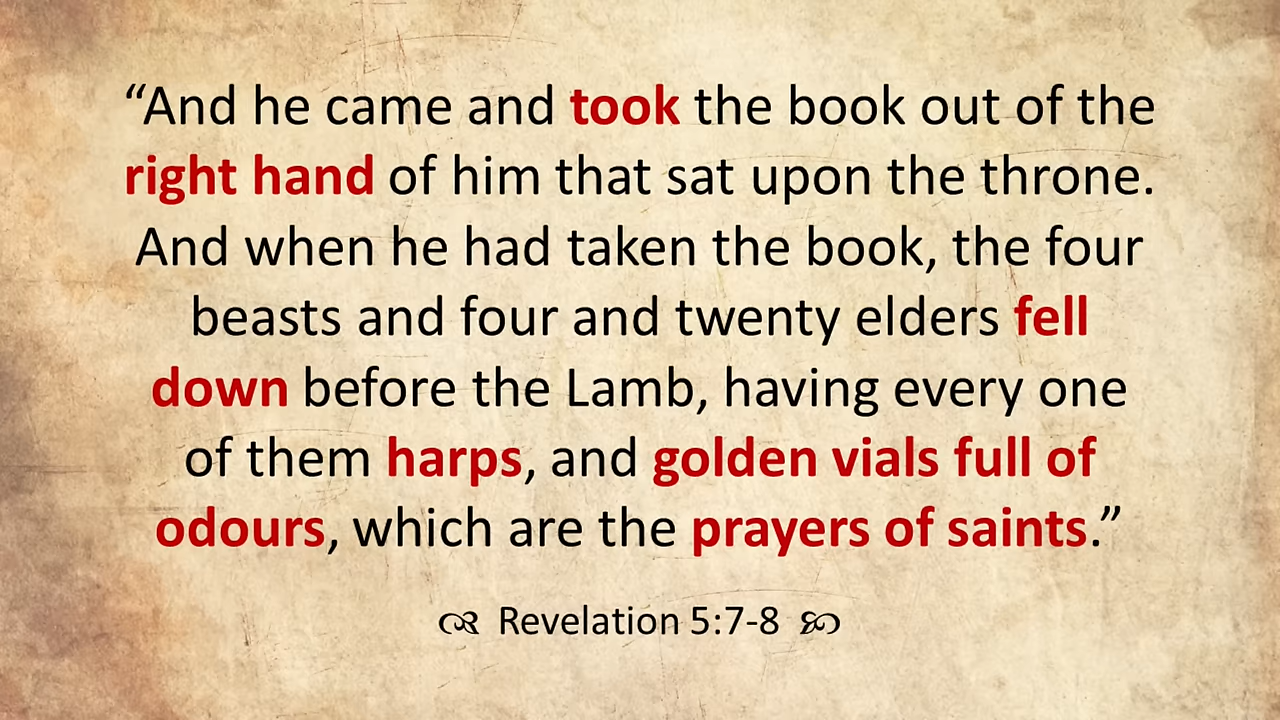 “And he came and took the book out of the
right hand of him that sat upon the throne.
And when he had taken the book, the four
beasts and four and twenty elders fell
down before the Lamb, having every one
of them harps, and golden vials full of
odours, which are the prayers of saints.”
Revelation 5:7-8